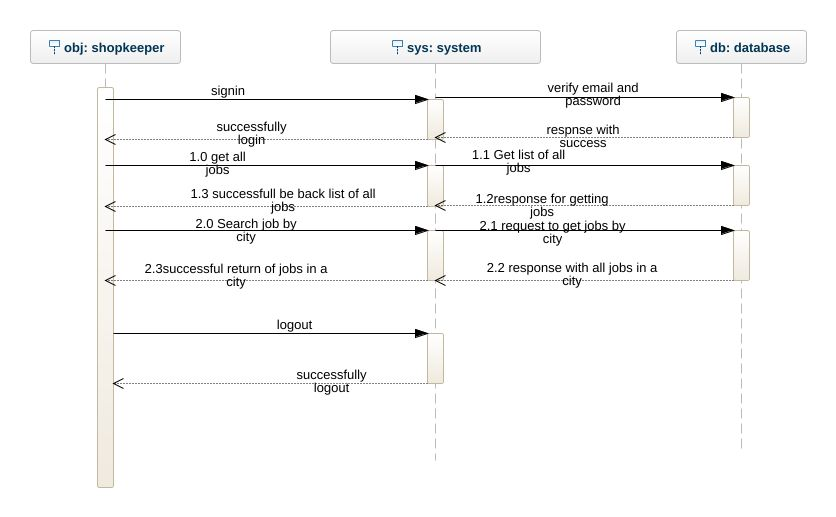 obj: shopkeeper
sys: system
db: database
signin
verify email and
password
successfully
login
respnse with
success
1.0 get all
jobs
1.1 Get list of all
jobs
1.3 successfull be back list of all
jobs
1.2response for getting
jobs
2.0 Search job by
city
2.1 request to get jobs by
city
2.3successful return of jobs in a
city
2.2 response with all jobs in a
city
logout
successfully
logout